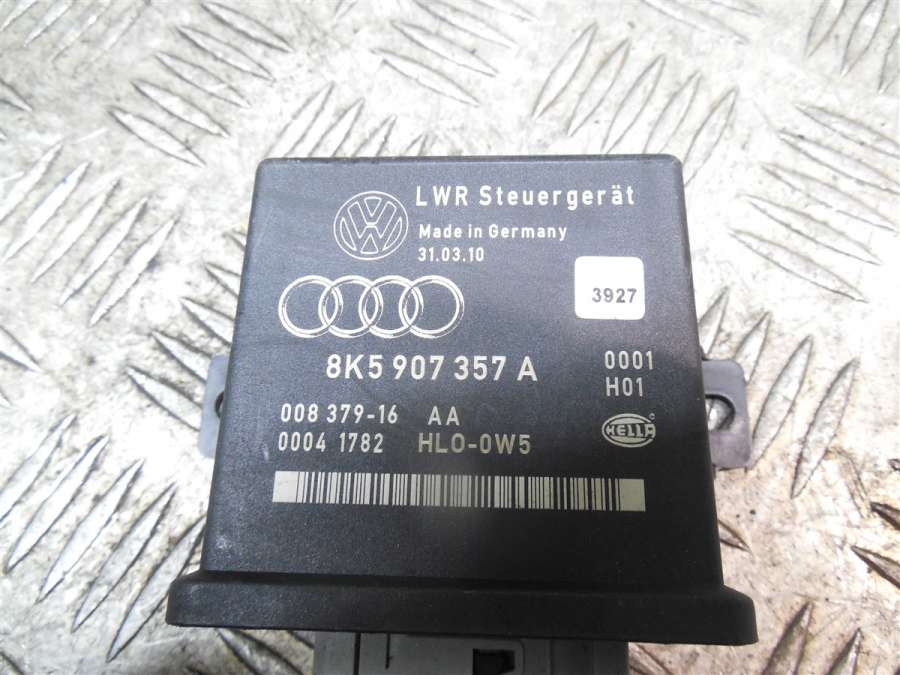 LWR Steuergerät
Made in Germany
31.03.10
3927
8K5 907 357 A
0001
H01
008 379-16 AA
0004 1782 HLO-0W5
HELLA